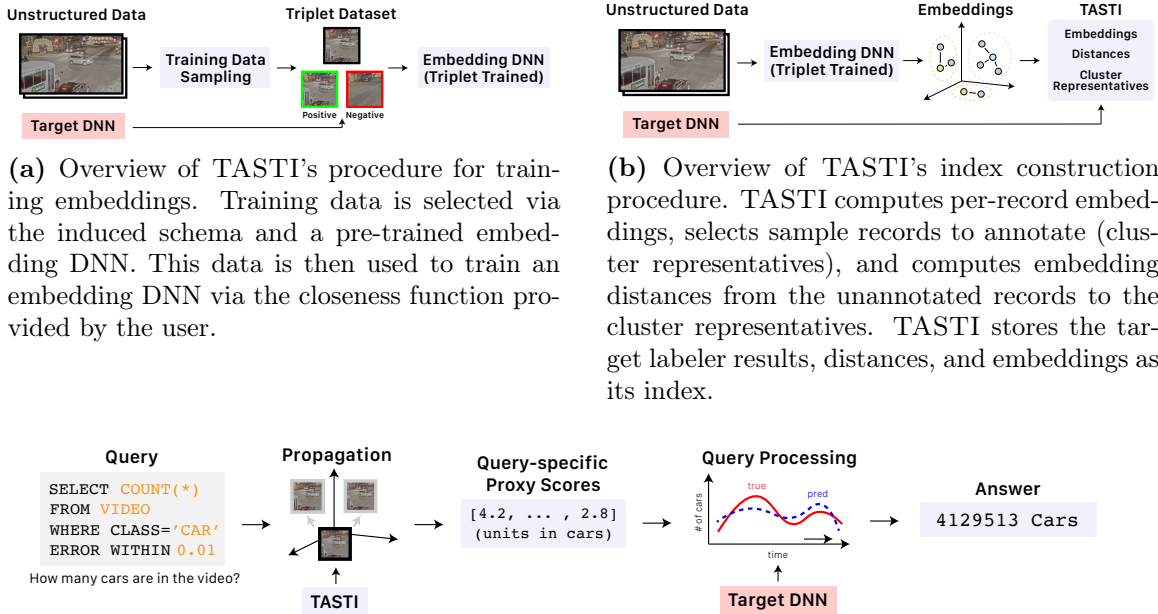 Unstructured Data
Training Data
Sampling
Triplet Dataset
Positive
Negative
Embedding DNN
(Triplet Trained)
Target DNN
(a) Overview of TASTI's procedure for train-
ing embeddings. Training data is selected via
the induced schema and a pre-trained embed-
ding DNN. This data is then used to train an
embedding DNN via the closeness function pro-
vided by the user.
Unstructured Data
Embedding DNN
(Triplet Trained)
Embeddings
TASTI
Embeddings
Distances
Cluster
Representatives
Target DNN
(b) Overview of TASTI's index construction
procedure. TASTI computes per-record embed-
dings, selects sample records to annotate (clus-
ter representatives), and computes embedding
distances from the unannotated records to the
cluster representatives. TASTI stores the tar-
get labeler results, distances, and embeddings as
its index.
Query
SELECT COUNT(*)
FROM VIDEO
WHERE CLASS='CAR'
ERROR WITHIN 0.01
How many cars are in the video?
Propagation
TASTI
Query-specific
Proxy Scores
[4.2, ... , 2.8]
(units in cars)
Query Processing
# of cars
true
pred
time
Target DNN
Answer
4129513 Cars